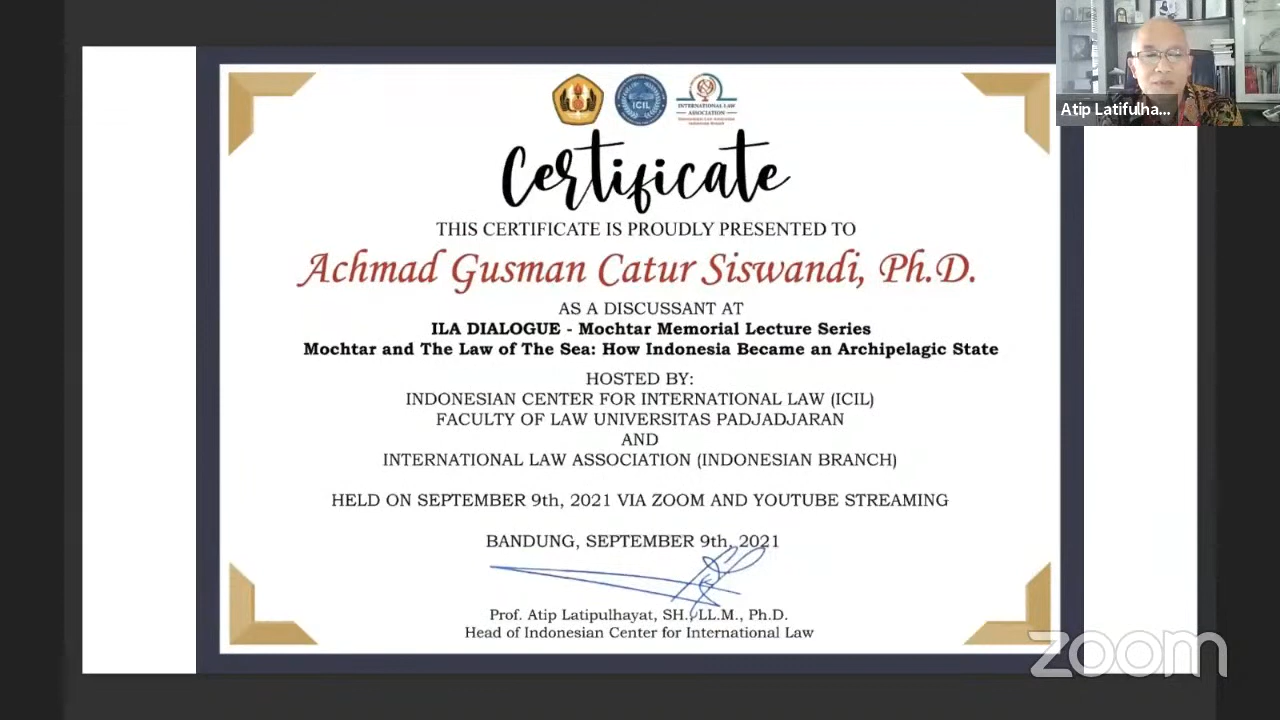 Atip Latifulha...
ICIL
INTERNATIONAL LAW
ASSOCIATION
Certificate
THIS CERTIFICATE IS PROUDLY PRESENTED TO
Achmad Gusman Catur Siswandi, Ph.D.
AS A DISCUSSANT AT
ILA DIALOGUE - Mochtar Memorial Lecture Series
Mochtar and The Law of The Sea: How Indonesia Became an Archipelagic State
HOSTED BY:
INDONESIAN CENTER FOR INTERNATIONAL LAW (ICIL)
FACULTY OF LAW UNIVERSITAS PADJADJARAN
AND
INTERNATIONAL LAW ASSOCIATION (INDONESIAN BRANCH)
HELD ON SEPTEMBER 9th, 2021 VIA ZOOM AND YOUTUBE STREAMING
BANDUNG, SEPTEMBER 9th, 2021
Prof. Atip Latipulhayat, SH., LL.M., Ph.D.
Head of Indonesian Center for International Law
zoom